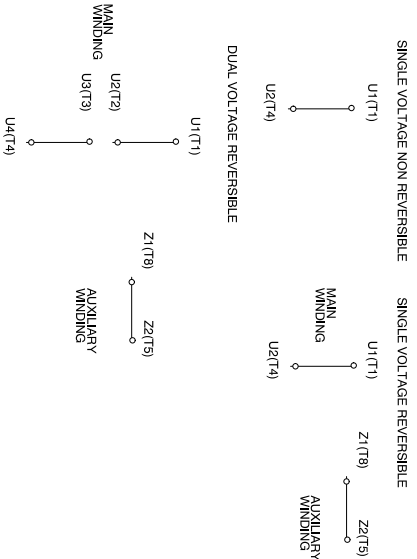 SINGLE VOLTAGE NON REVERSIBLE
U1(T1)
U2(T4)
SINGLE VOLTAGE REVERSIBLE
MAIN
WINDING
U1(T1)
U2(T4)
Z1(T8)
Z2(T5)
AUXILIARY
WINDING
DUAL VOLTAGE REVERSIBLE
MAIN
WINDING
U1(T1)
U2(T2)
U3(T3)
U4(T4)
Z1(T8)
Z2(T5)
AUXILIARY
WINDING